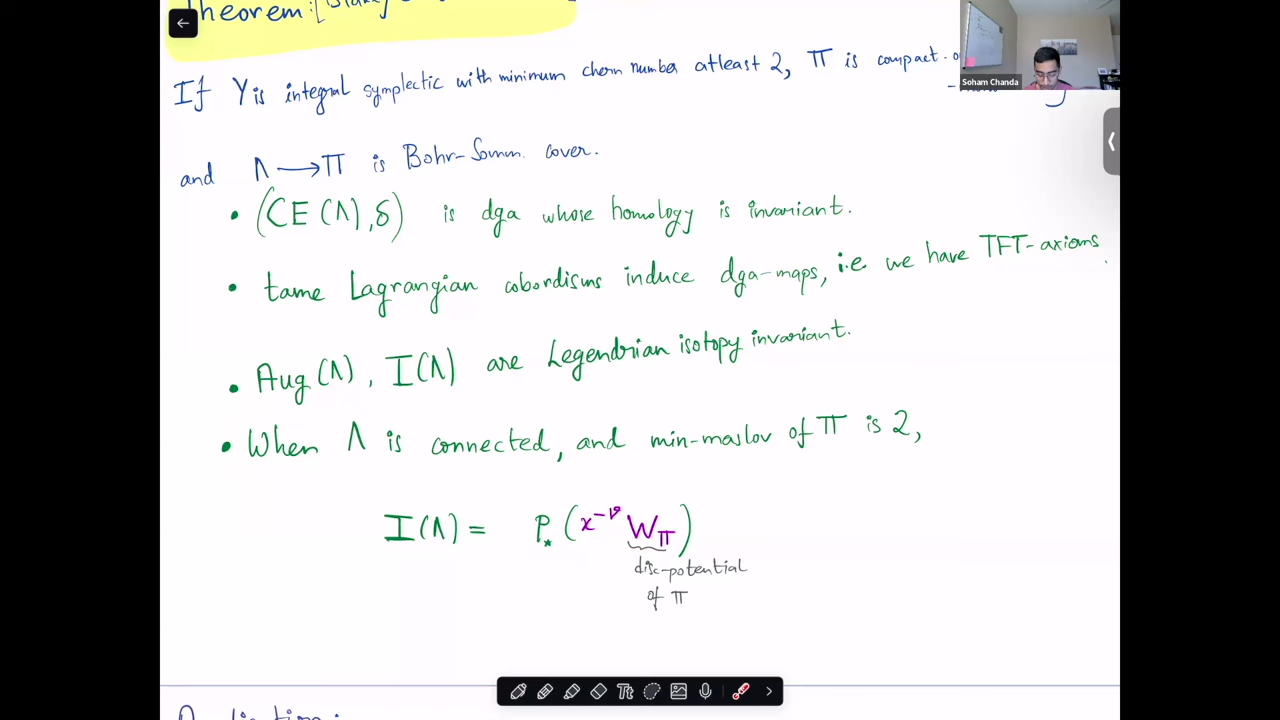 Theorem:
If Y is integral symplectic with minimum chern number atleast 2, Π is compact
Soham Chanda
and Λ → Π is Bohr-Somm. cover.
• (CE(Λ), δ) is dga whose homology is invariant.
• tame Lagrangian cobordisms induce dga-maps, i.e we have TFT-axioms.
• Aug(Λ), I(Λ) are Legendrian isotopy invariant.
• When Λ is connected, and min-maslov of Π is 2,
I(Λ) = P_* (x^{-v} W_Π)
disc-potential
of Π
Tt